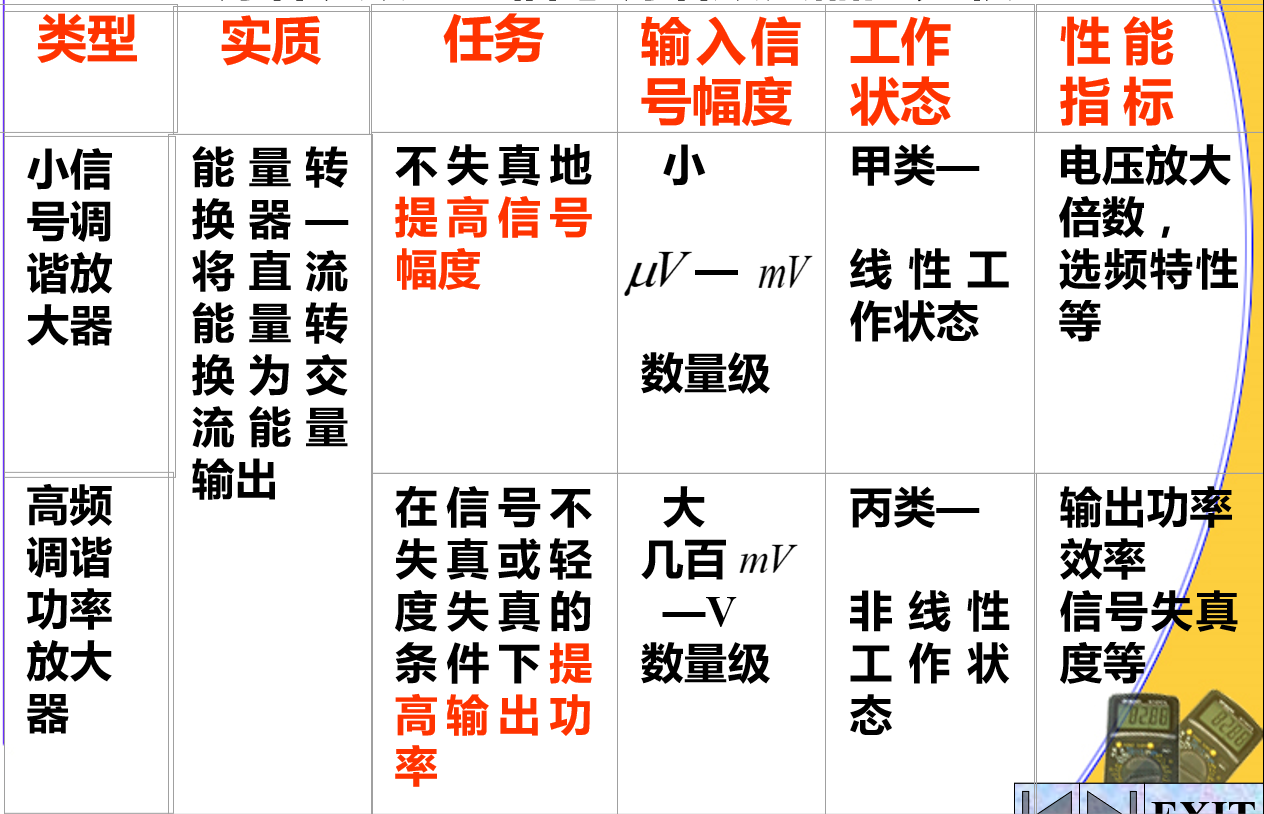 类型
实质
任务
输入信
号幅度
工作
状态
性能
指标
小信
号调
谐放
大器
能量转
换器—
将直流
能量转
换为交
流能量
输出
不失真地
提高信号
幅度
小
μV — mV
数量级
甲类—
线性工
作状态
电压放大
倍数，
选频特性
等
高频
调谐
功率
放大
器
在信号不
失真或轻
度失真的
条件下提
高输出功
率
大
几百 mV
—V
数量级
丙类—
非线性
工作状
态
输出功率
效率
信号失真
度等
EXIT